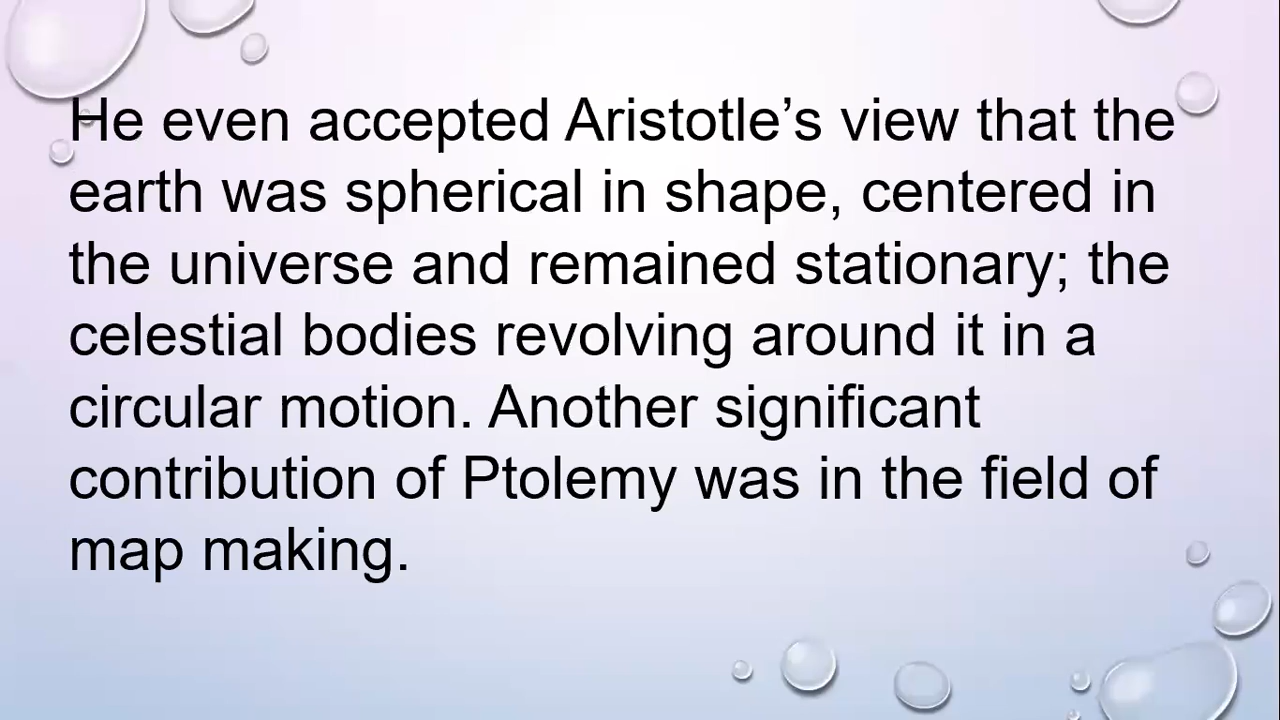 He even accepted Aristotle’s view that the
earth was spherical in shape, centered in
the universe and remained stationary; the
celestial bodies revolving around it in a
circular motion. Another significant
contribution of Ptolemy was in the field of
map making.